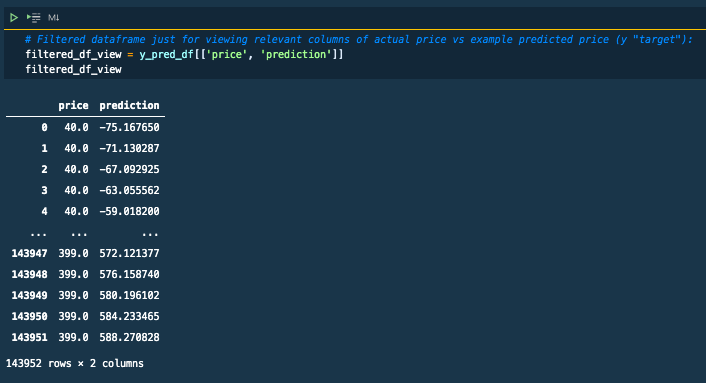 M↓
# Filtered dataframe just for viewing relevant columns of actual price vs example predicted price (y "target"):
filtered_df_view = y_pred_df[['price', 'prediction']]
filtered_df_view
price prediction
0 40.0 -75.167650
1 40.0 -71.130287
2 40.0 -67.092925
3 40.0 -63.055562
4 40.0 -59.018200
... ... ...
143947 399.0 572.121377
143948 399.0 576.158740
143949 399.0 580.196102
143950 399.0 584.233465
143951 399.0 588.270828
143952 rows × 2 columns